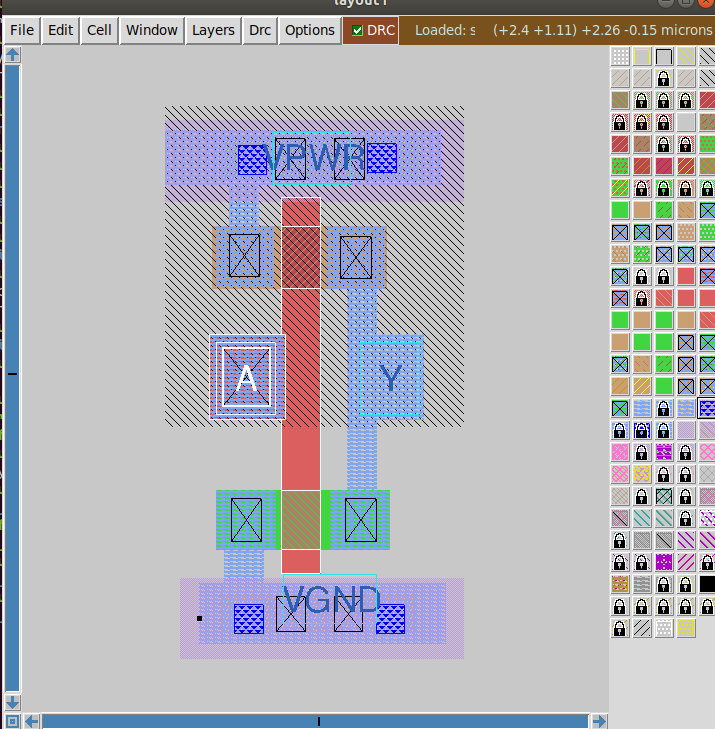 layout1
File Edit Cell Window Layers Drc Options DRC Loaded: s (+2.4 +1.11) +2.26 -0.15 microns
VPWR
A Y
VGND